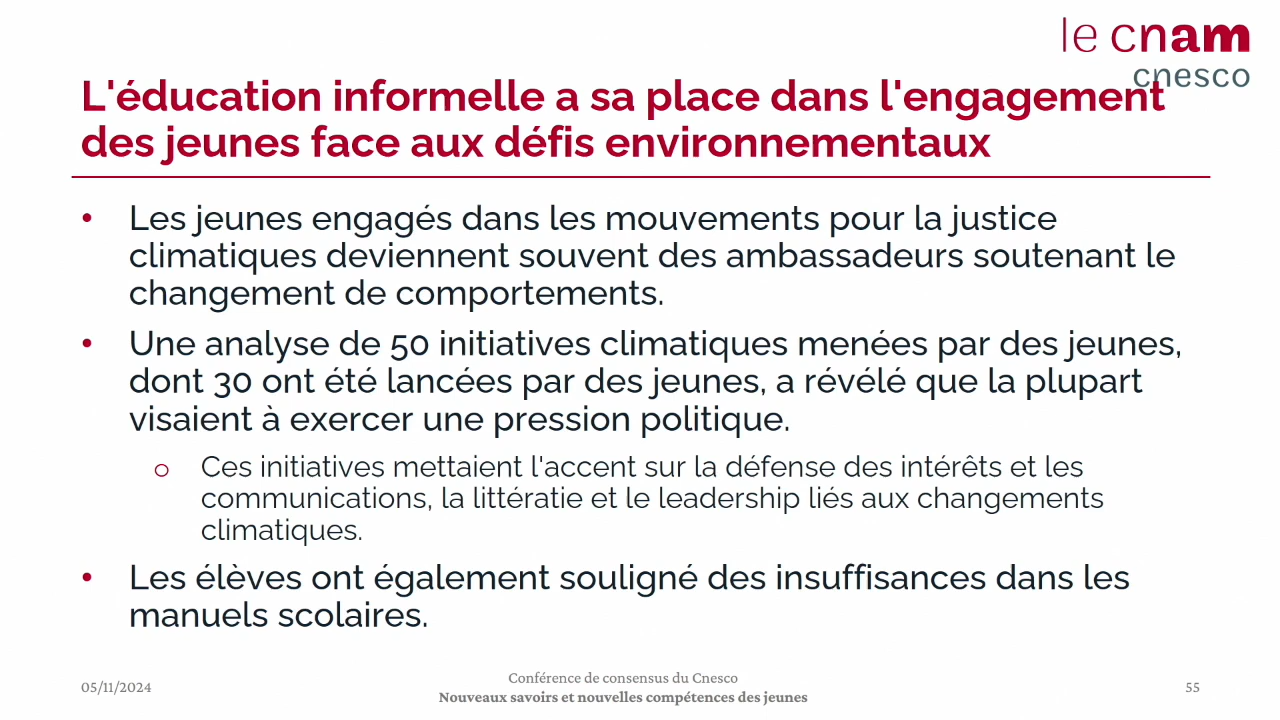 le cnam
cnesco
L'éducation informelle a sa place dans l'engagement
des jeunes face aux défis environnementaux
• Les jeunes engagés dans les mouvements pour la justice
climatiques deviennent souvent des ambassadeurs soutenant le
changement de comportements.
• Une analyse de 50 initiatives climatiques menées par des jeunes,
dont 30 ont été lancées par des jeunes, a révélé que la plupart
visaient à exercer une pression politique.
o Ces initiatives mettaient l'accent sur la défense des intérêts et les
communications, la littératie et le leadership liés aux changements
climatiques.
• Les élèves ont également souligné des insuffisances dans les
manuels scolaires.
05/11/2024
Conférence de consensus du Cnesco
Nouveaux savoirs et nouvelles compétences des jeunes
55